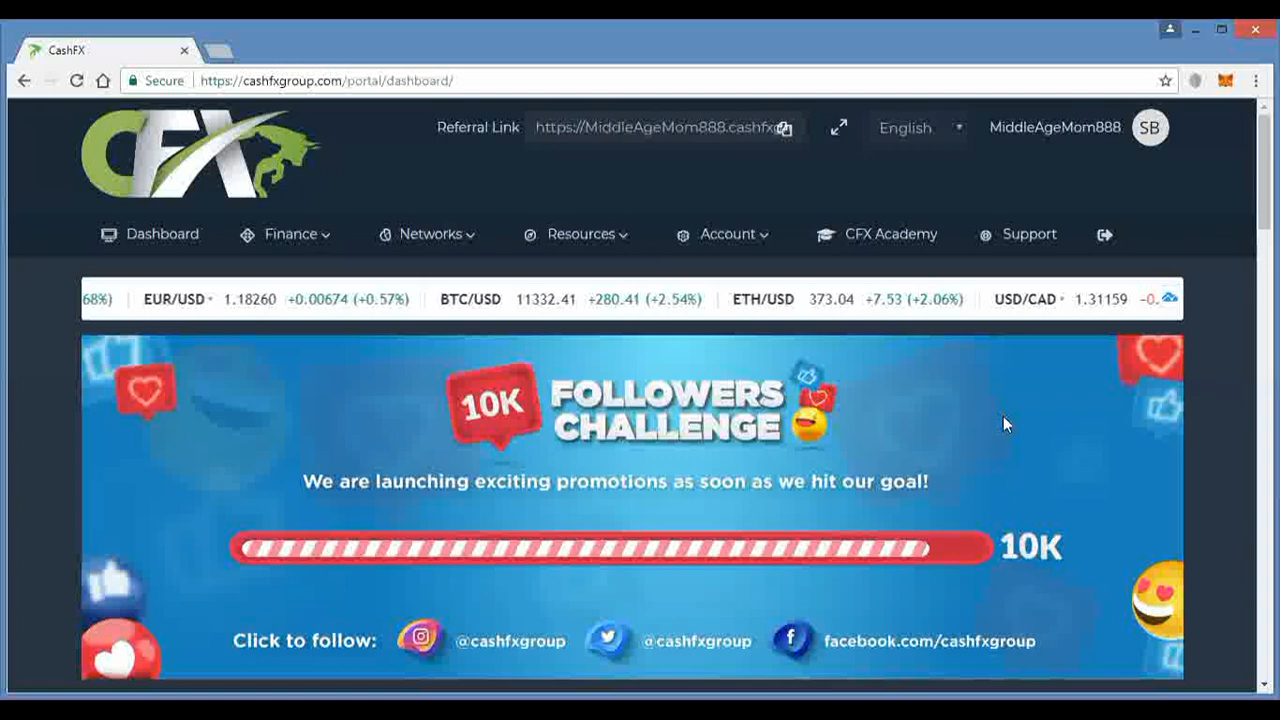 CashFX
Secure https://cashfxgroup.com/portal/dashboard/
CFX
Referral Link https://MiddleAgeMom888.cashfxg English MiddleAgeMom888 SB
Dashboard Finance Networks Resources Account CFX Academy Support
68%) EUR/USD 1.18260 +0.00674 (+0.57%) BTC/USD 11332.41 +280.41 (+2.54%) ETH/USD 373.04 +7.53 (+2.06%) USD/CAD 1.31159 -0.
10K FOLLOWERS
CHALLENGE
We are launching exciting promotions as soon as we hit our goal!
10K
Click to follow: @cashfxgroup @cashfxgroup facebook.com/cashfxgroup